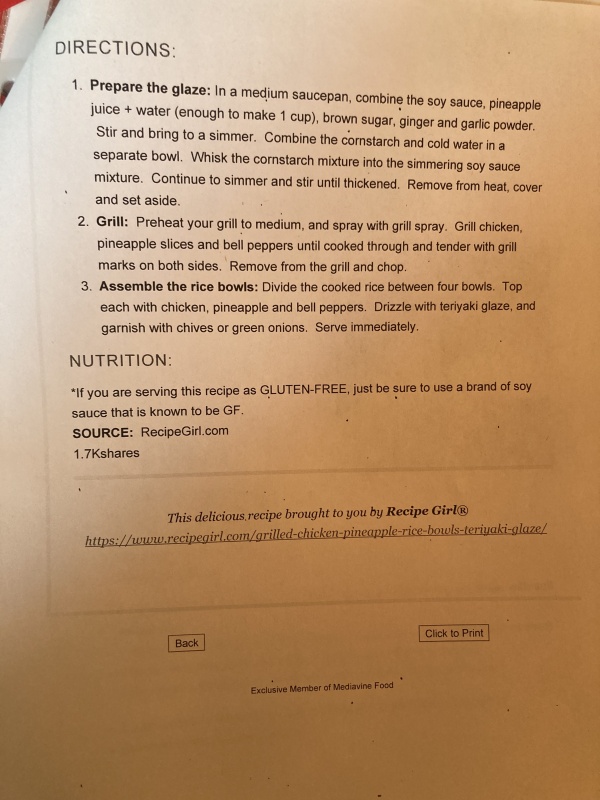 DIRECTIONS:
1. Prepare the glaze: In a medium saucepan, combine the soy sauce, pineapple
juice + water (enough to make 1 cup), brown sugar, ginger and garlic powder.
Stir and bring to a simmer. Combine the cornstarch and cold water in a
separate bowl. Whisk the cornstarch mixture into the simmering soy sauce
mixture. Continue to simmer and stir until thickened. Remove from heat, cover
and set aside.
2. Grill: Preheat your grill to medium, and spray with grill spray. Grill chicken,
pineapple slices and bell peppers until cooked through and tender with grill
marks on both sides. Remove from the grill and chop.
3. Assemble the rice bowls: Divide the cooked rice between four bowls. Top
each with chicken, pineapple and bell peppers. Drizzle with teriyaki glaze, and
garnish with chives or green onions. Serve immediately.
NUTRITION:
*If you are serving this recipe as GLUTEN-FREE, just be sure to use a brand of soy
sauce that is known to be GF.
SOURCE: RecipeGirl.com
1.7Kshares
This delicious recipe brought to you by Recipe Girl®
https://www.recipegirl.com/grilled-chicken-pineapple-rice-bowls-teriyaki-glaze/
Back
Click to Print
Exclusive Member of Mediavine Food